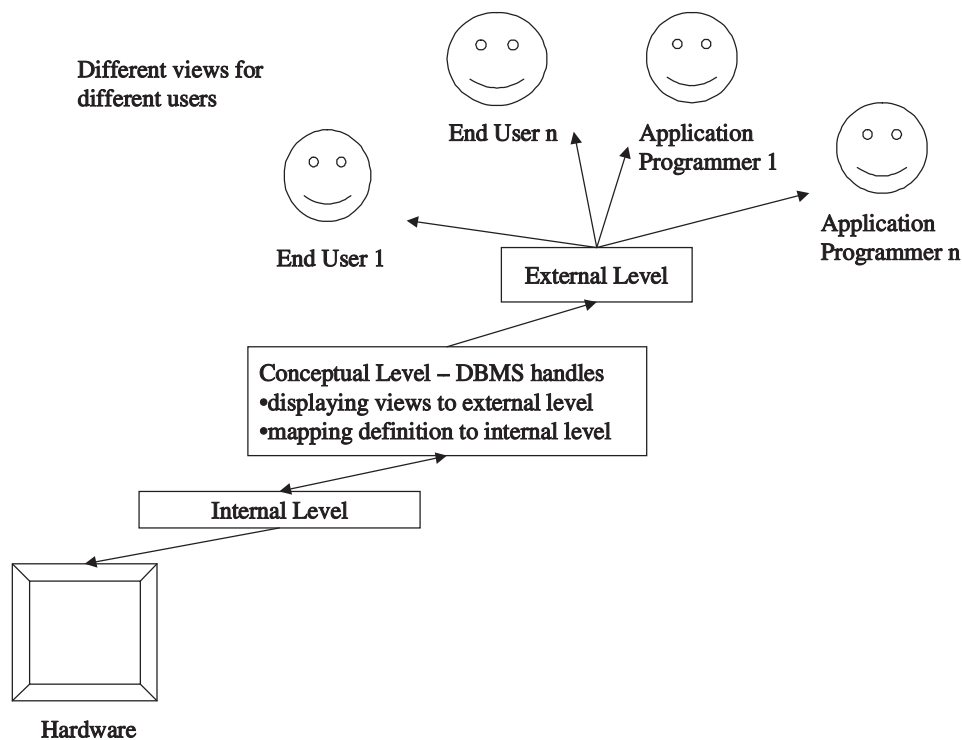 Different views for
different users
End User n
Application
Programmer 1
Application
Programmer n
End User 1
External Level
Conceptual Level – DBMS handles
•displaying views to external level
•mapping definition to internal level
Internal Level
Hardware